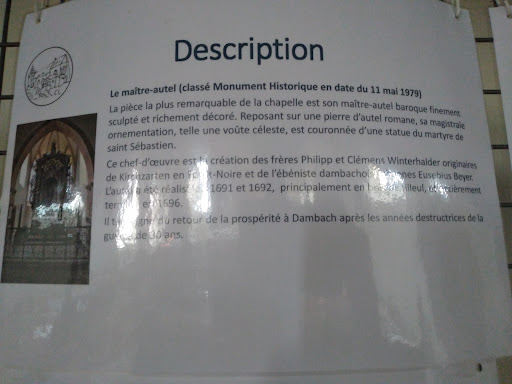 Description
Le maître-autel (classé Monument Historique en date du 11 mai 1979)
La pièce la plus remarquable de la chapelle est son maître-autel baroque finement
sculpté et richement décoré. Reposant sur une pierre d'autel romane, sa magistrale
ornementation, telle une voûte céleste, est couronnée d'une statue du martyre de
saint Sébastien.
Ce chef-d'œuvre est la création des frères Philipp et Clémens Winterhalder originaires
de Kirchzarten en Forêt-Noire et de l'ébéniste dambachois Eusebius Beyer.
L'autel a été réalisé 1691 et 1692, principalement en bois tilleul, entièrement
terminé en 1696.
Il témoigne du retour de la prospérité à Dambach après les années destructrices de la
guerre de 30 ans.